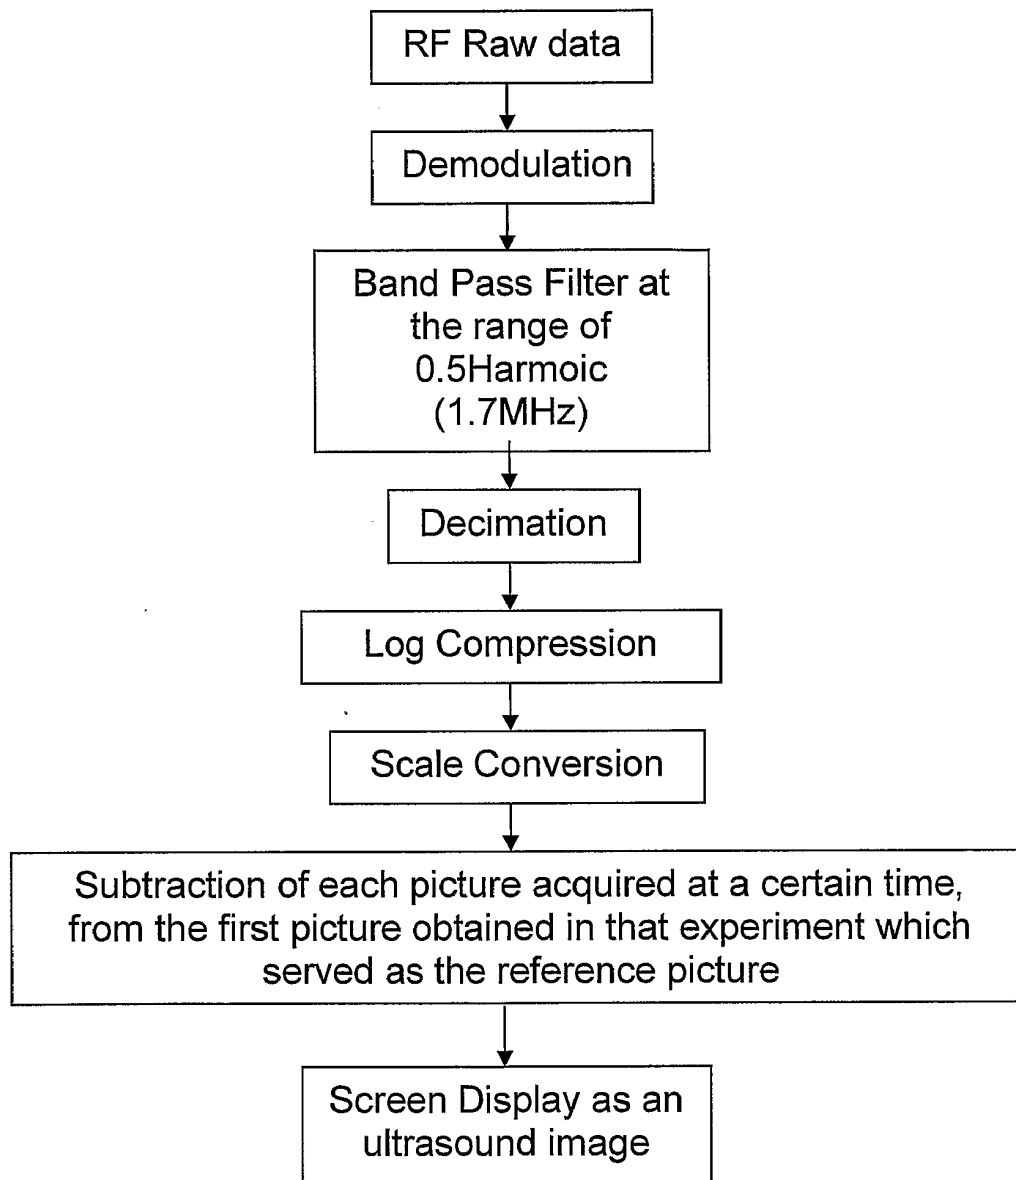 RF Raw data
Demodulation
Band Pass Filter at
the range of
0.5Harmoic
(1.7MHz)
Decimation
Log Compression
Scale Conversion
Subtraction of each picture acquired at a certain time,
from the first picture obtained in that experiment which
served as the reference picture
Screen Display as an
ultrasound image